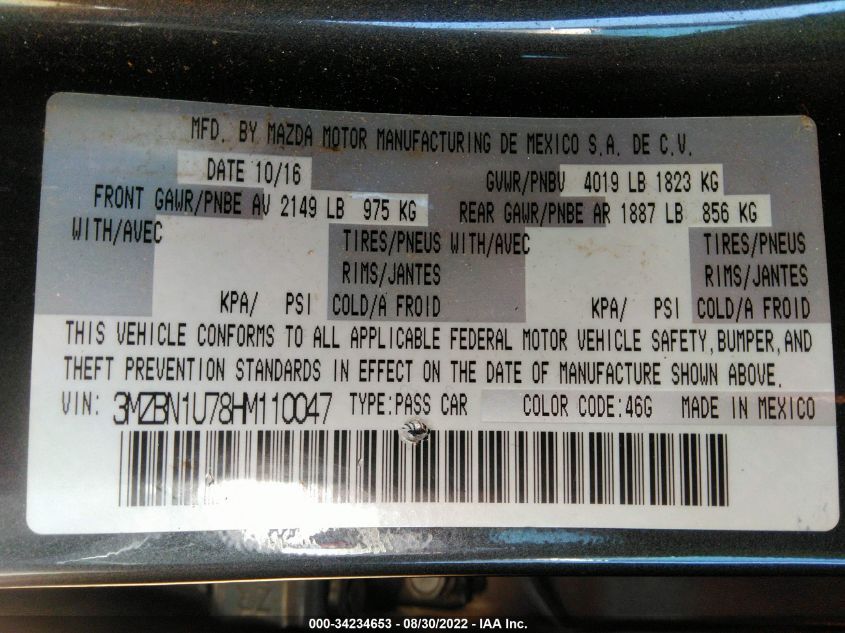 MFD. BY MAZDA MOTOR MANUFACTURING DE MEXICO S.A. DE C.V.
DATE 10/16 GVWR/PNBV 4019 LB 1823 KG
FRONT GAWR/PNBE AV 2149 LB 975 KG REAR GAWR/PNBE AR 1887 LB 856 KG
WITH/AVEC TIRES/PNEUS WITH/AVEC TIRES/PNEUS
RIMS/JANTES RIMS/JANTES
KPA/ PSI COLD/A FROID KPA/ PSI COLD/A FROID
THIS VEHICLE CONFORMS TO ALL APPLICABLE FEDERAL MOTOR VEHICLE SAFETY, BUMPER, AND
THEFT PREVENTION STANDARDS IN EFFECT ON THE DATE OF MANUFACTURE SHOWN ABOVE.
VIN: 3MZBN1U78HM110047 TYPE:PASS CAR COLOR CODE:46G MADE IN MEXICO
000-34234653 - 08/30/2022 - IAA Inc.